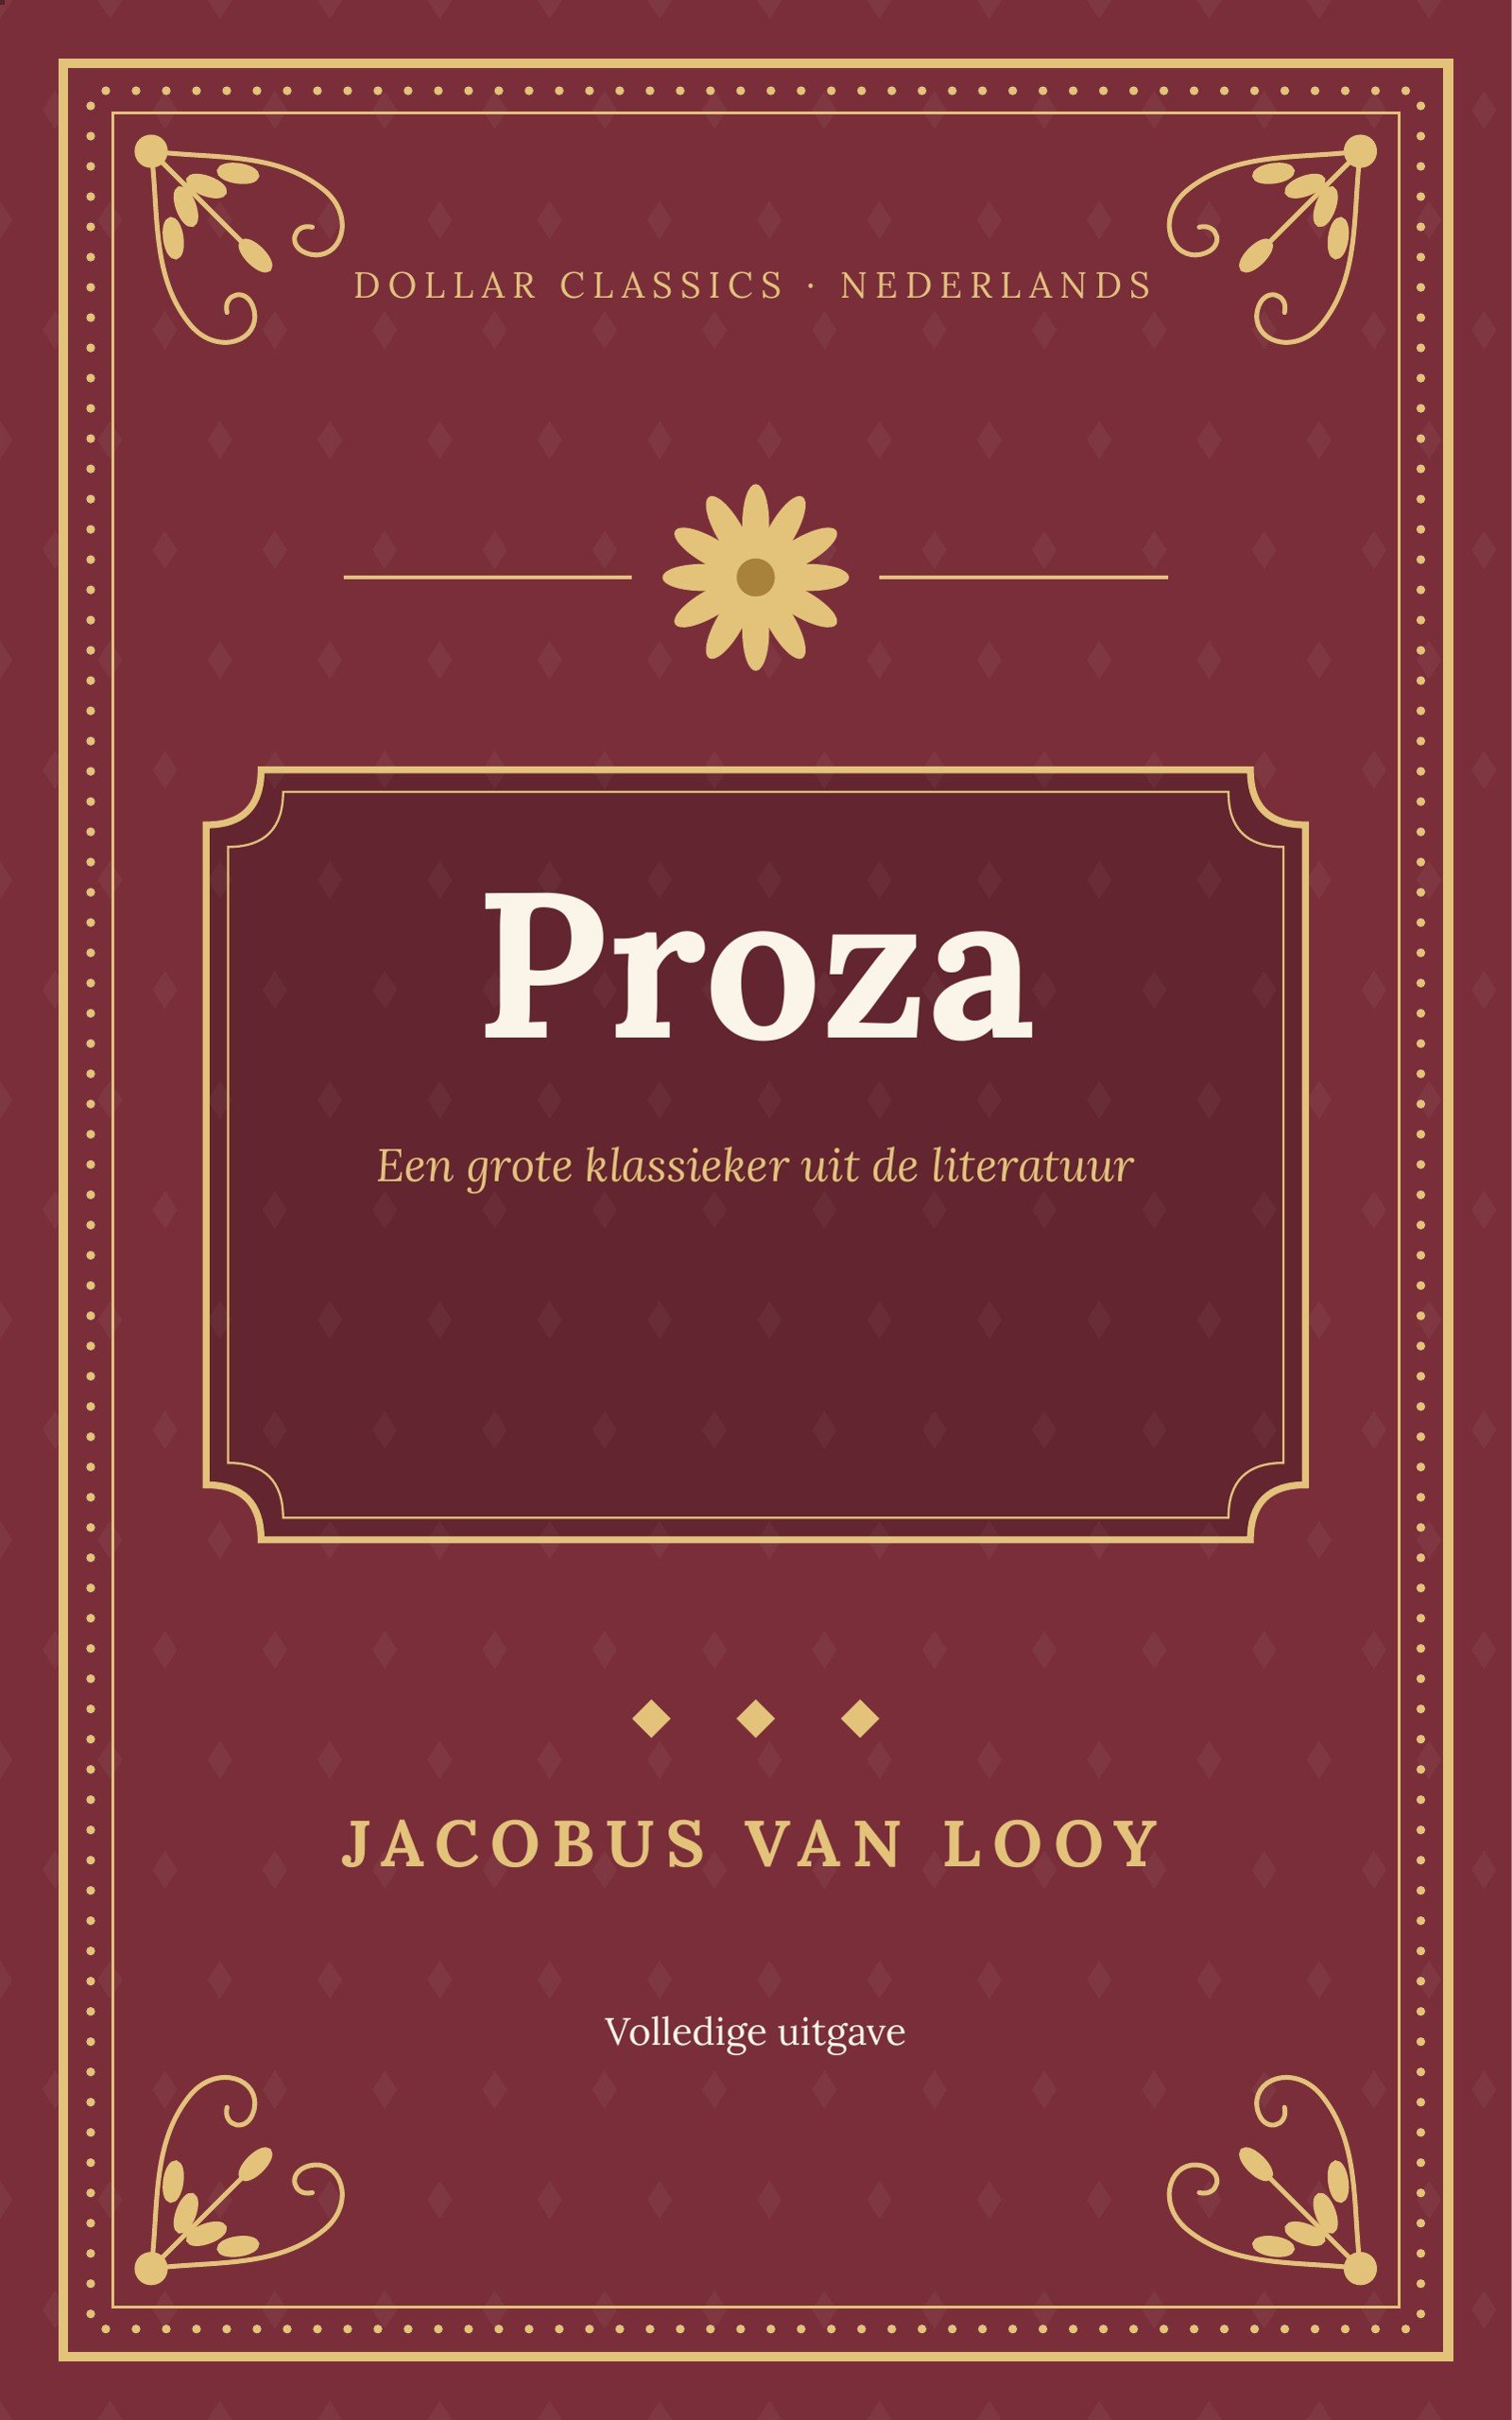 DOLLAR CLASSICS · NEDERLANDS
Proza
Een grote klassieker uit de literatuur
JACOBUS VAN LOOY
Volledige uitgave